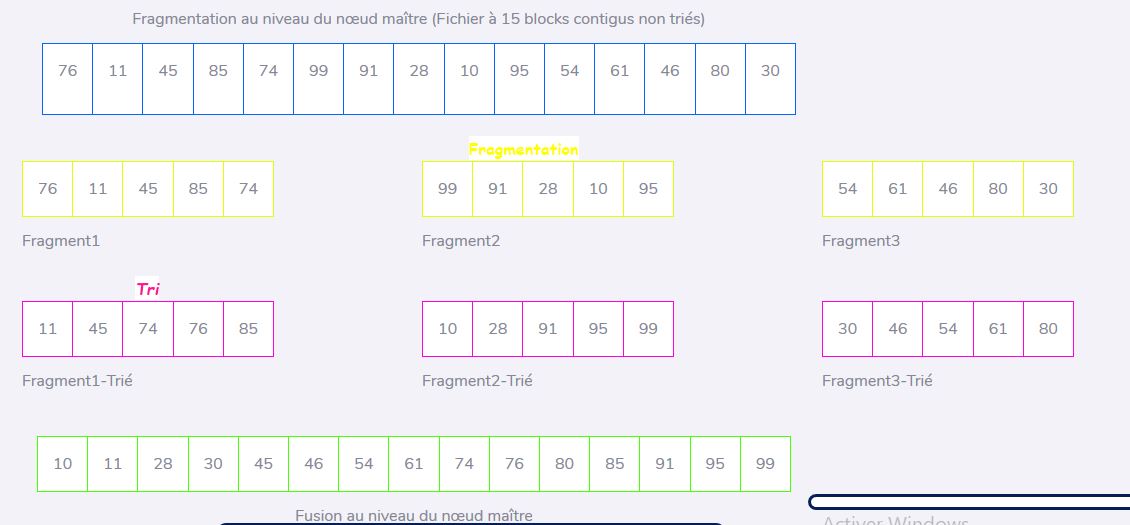 Fragmentation au niveau du nœud maître (Fichier à 15 blocks contigus non triés)
76 11 45 85 74 99 91 28 10 95 54 61 46 80 30
Fragmentation
76 11 45 85 74 99 91 28 10 95 54 61 46 80 30
Fragment1 Fragment2 Fragment3
Tri
11 45 74 76 85 10 28 91 95 99 30 46 54 61 80
Fragment1-Trié Fragment2-Trié Fragment3-Trié
10 11 28 30 45 46 54 61 74 76 80 85 91 95 99
Fusion au niveau du nœud maître
Activer Windows